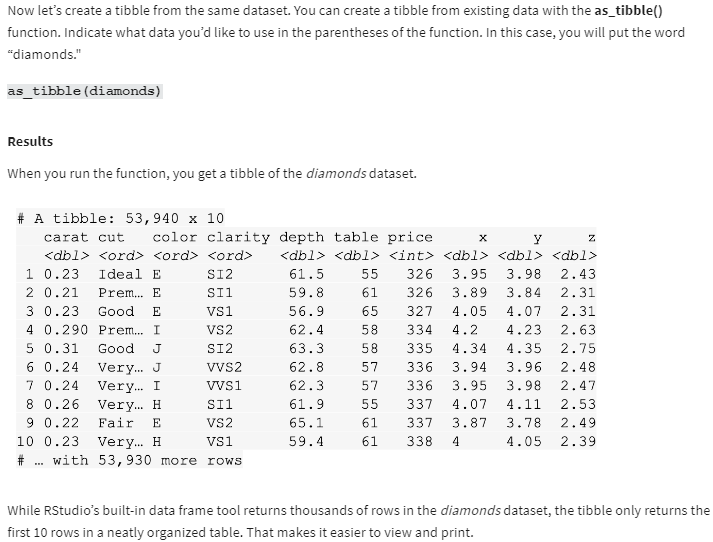 Now let's create a tibble from the same dataset. You can create a tibble from existing data with the as_tibble()
function. Indicate what data you'd like to use in the parentheses of the function. In this case, you will put the word
"diamonds."
as_tibble(diamonds)
Results
When you run the function, you get a tibble of the diamonds dataset.
# A tibble: 53,940 x 10
carat cut color clarity depth table price x y z
<dbl> <ord> <ord> <ord> <dbl> <dbl> <int> <dbl> <dbl> <dbl>
1 0.23 Ideal E SI2 61.5 55 326 3.95 3.98 2.43
2 0.21 Prem… E SI1 59.8 61 326 3.89 3.84 2.31
3 0.23 Good E VS1 56.9 65 327 4.05 4.07 2.31
4 0.290 Prem… I VS2 62.4 58 334 4.2 4.23 2.63
5 0.31 Good J SI2 63.3 58 335 4.34 4.35 2.75
6 0.24 Very… J VVS2 62.8 57 336 3.94 3.96 2.48
7 0.24 Very… I VVS1 62.3 57 336 3.95 3.98 2.47
8 0.26 Very… H SI1 61.9 55 337 4.07 4.11 2.53
9 0.22 Fair E VS2 65.1 61 337 3.87 3.78 2.49
10 0.23 Very… H VS1 59.4 61 338 4 4.05 2.39
# … with 53,930 more rows
While RStudio's built-in data frame tool returns thousands of rows in the diamonds dataset, the tibble only returns the
first 10 rows in a neatly organized table. That makes it easier to view and print.